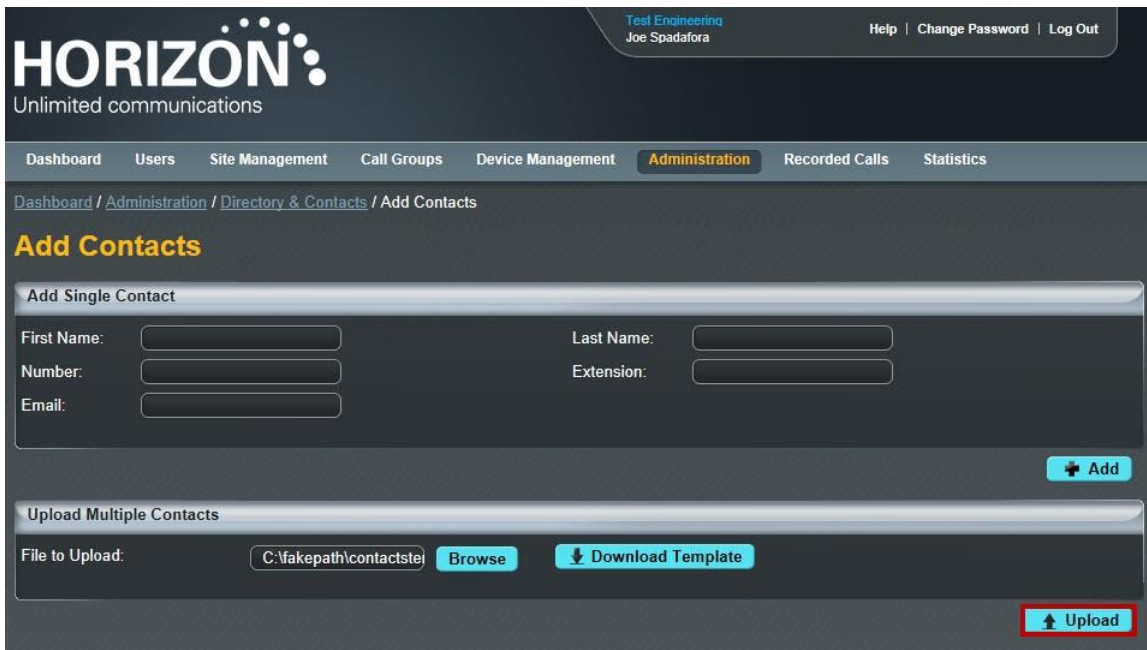 Test Engineering
Joe Spadafora
Help | Change Password | Log Out
HORIZON
Unlimited communications
Dashboard Users Site Management Call Groups Device Management Administration Recorded Calls Statistics
Dashboard / Administration / Directory & Contacts / Add Contacts
Add Contacts
Add Single Contact
First Name: Last Name:
Number: Extension:
Email:
Add
Upload Multiple Contacts
File to Upload: C:\fakepath\contactster Browse Download Template
Upload